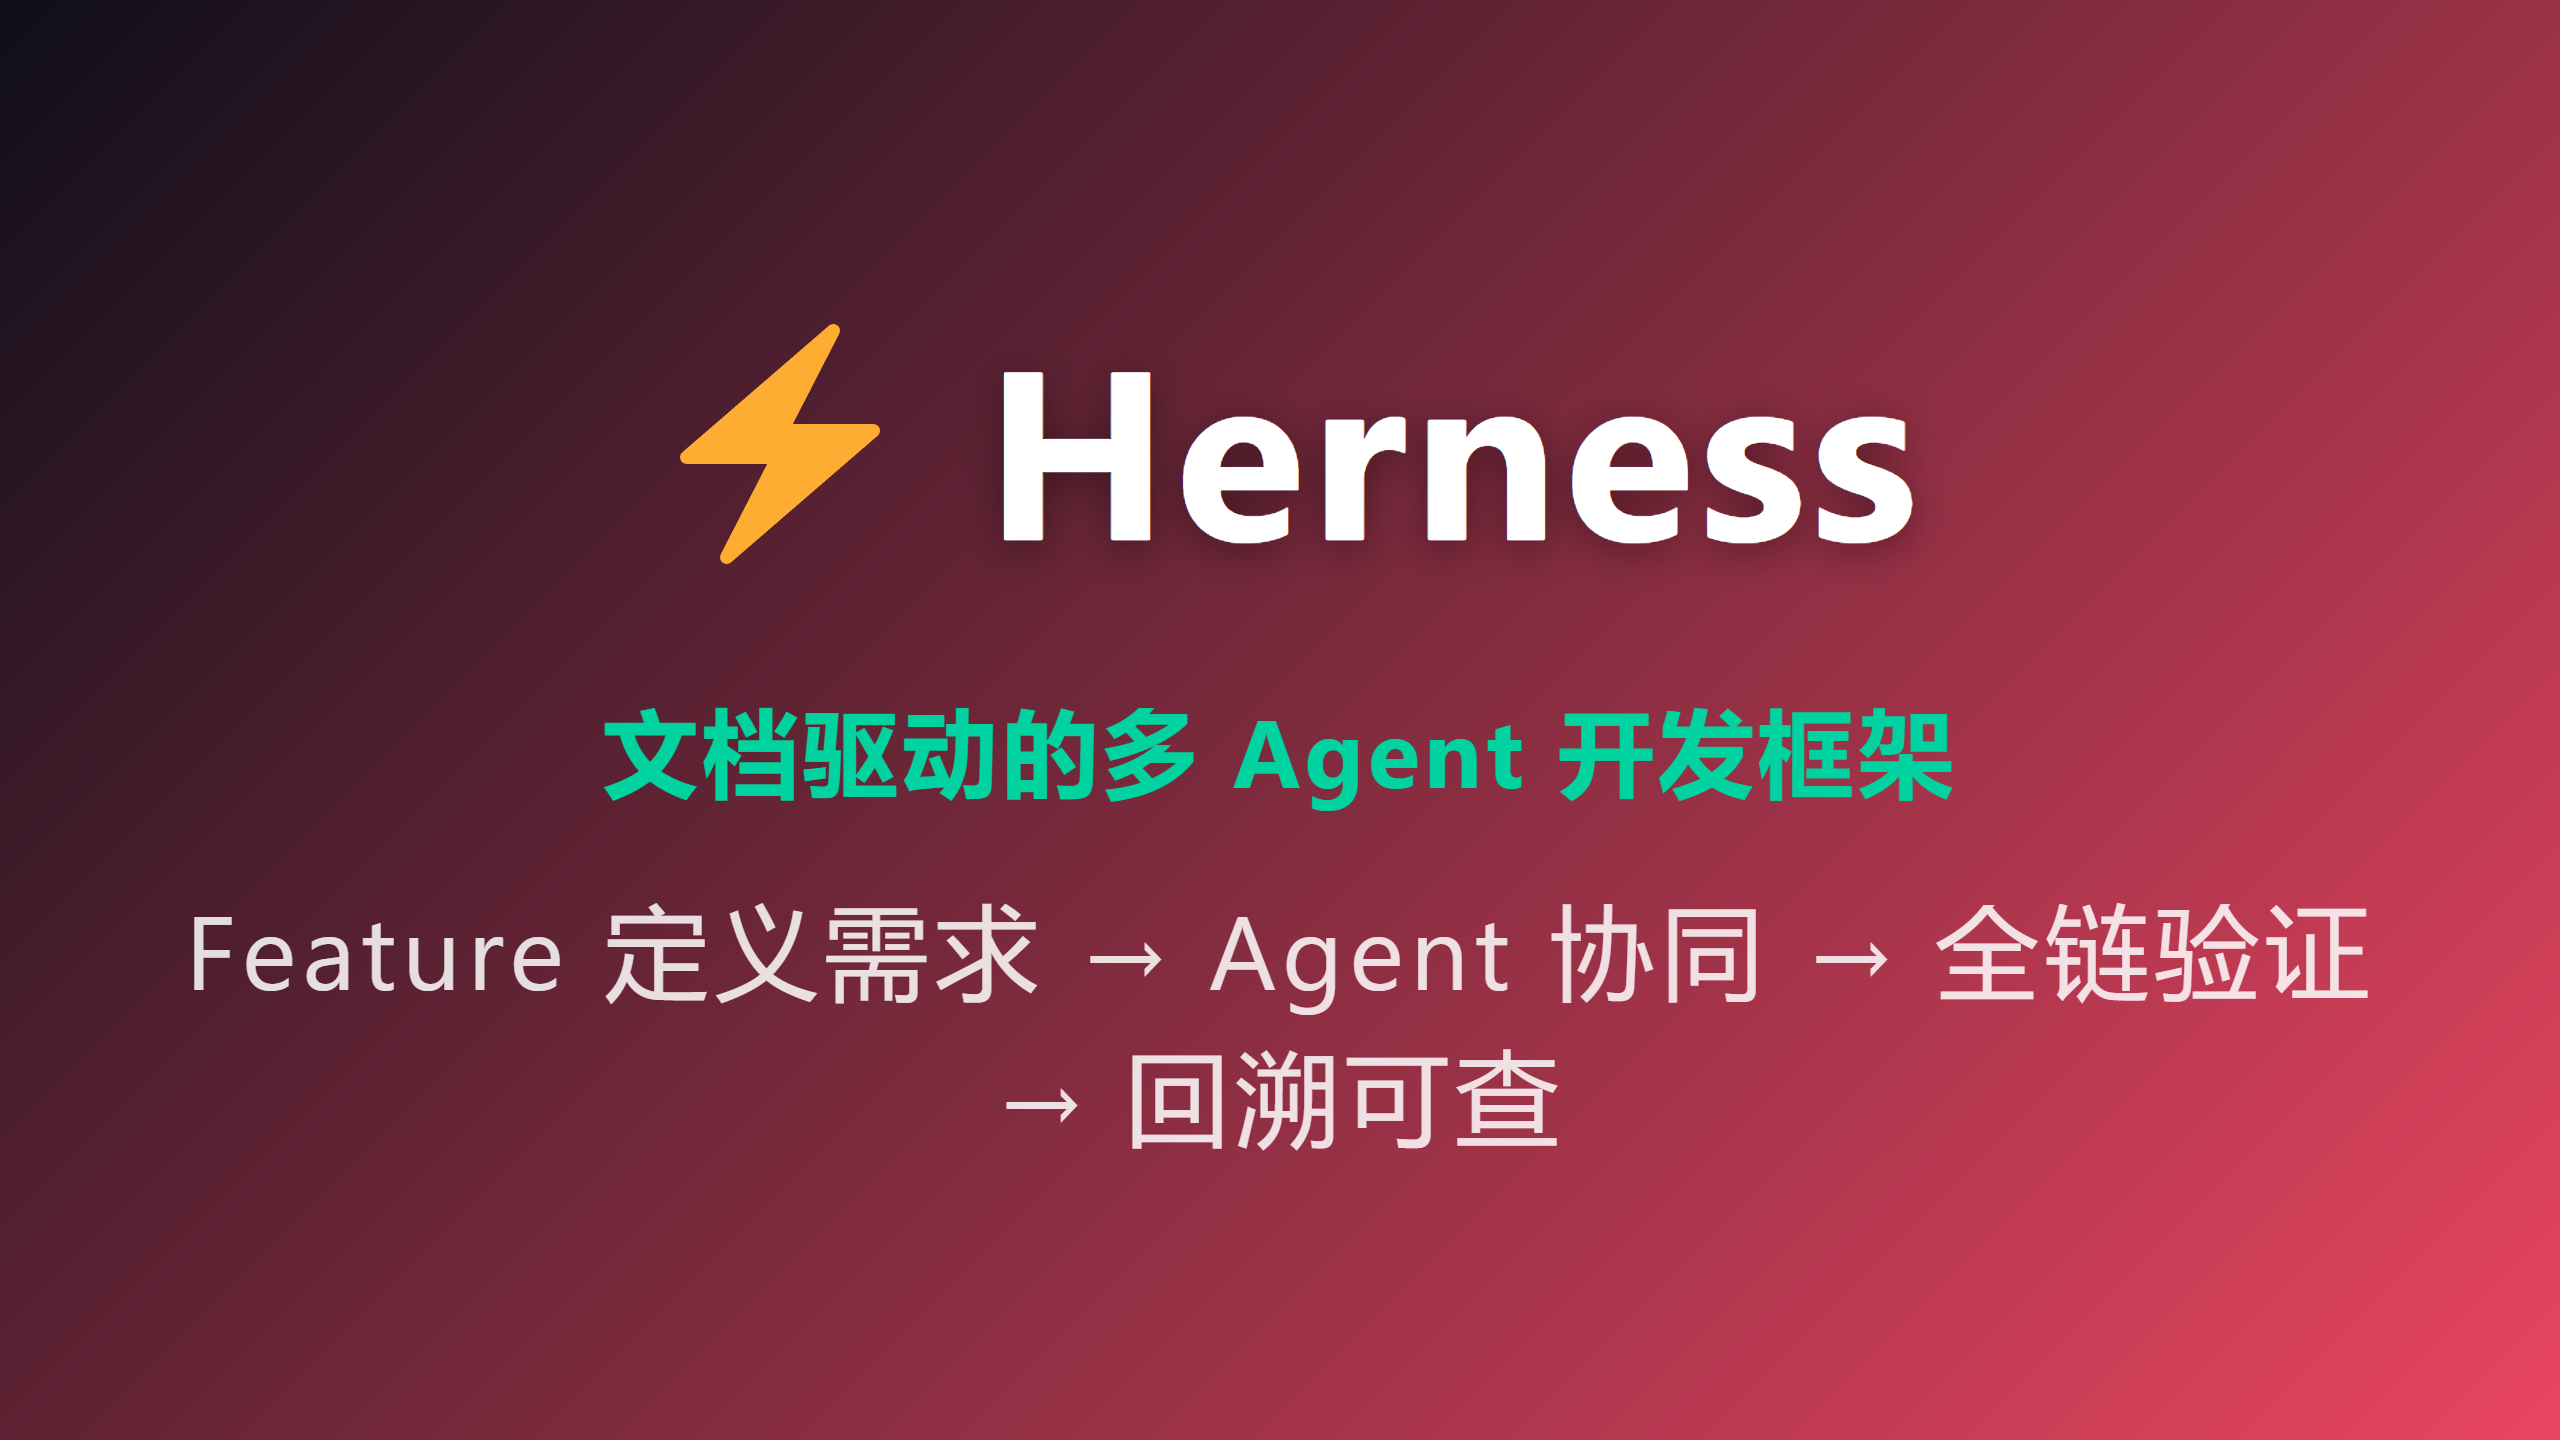 ⚡ Herness
文档驱动的多 Agent 开发框架
Feature 定义需求 → Agent 协同 → 全链验证
→ 回溯可查